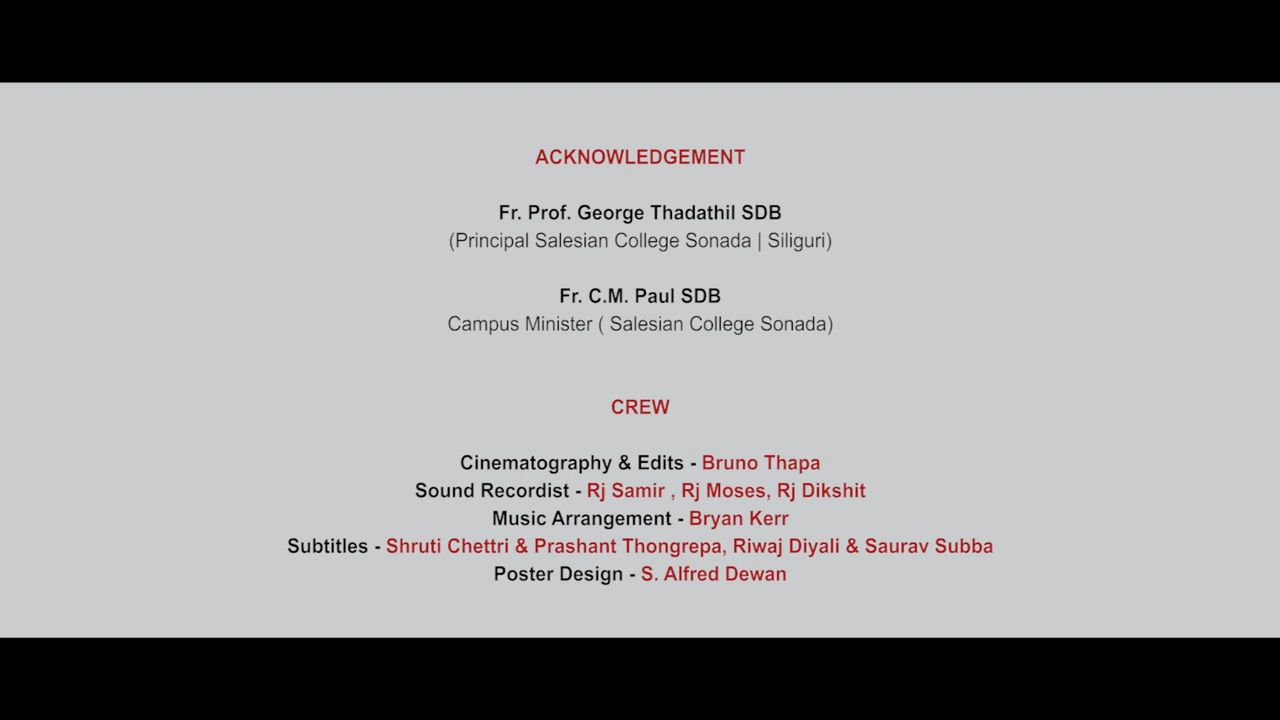 ACKNOWLEDGEMENT
Fr. Prof. George Thadathil SDB
(Principal Salesian College Sonada | Siliguri)
Fr. C.M. Paul SDB
Campus Minister ( Salesian College Sonada)
CREW
Cinematography & Edits - Bruno Thapa
Sound Recordist - Rj Samir , Rj Moses, Rj Dikshit
Music Arrangement - Bryan Kerr
Subtitles - Shruti Chettri & Prashant Thongrepa, Riwaj Diyali & Saurav Subba
Poster Design - S. Alfred Dewan